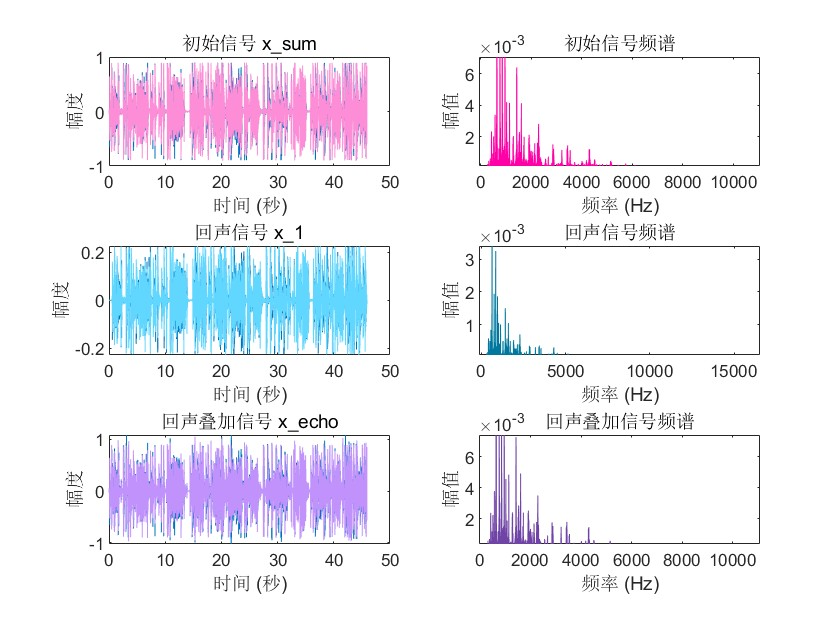 初始信号 x_sum
幅度
1
0
-1
0 10 20 30 40 50
时间 (秒)
初始信号频谱
×10-3
幅值
6
4
2
0 2000 4000 6000 8000 10000
频率 (Hz)
回声信号 x_1
幅度
0.2
0
-0.2
0 10 20 30 40 50
时间 (秒)
回声信号频谱
×10-3
幅值
3
2
1
0 5000 10000 15000
频率 (Hz)
回声叠加信号 x_echo
幅度
1
0
-1
0 10 20 30 40 50
时间 (秒)
回声叠加信号频谱
×10-3
幅值
6
4
2
0 2000 4000 6000 8000 10000
频率 (Hz)